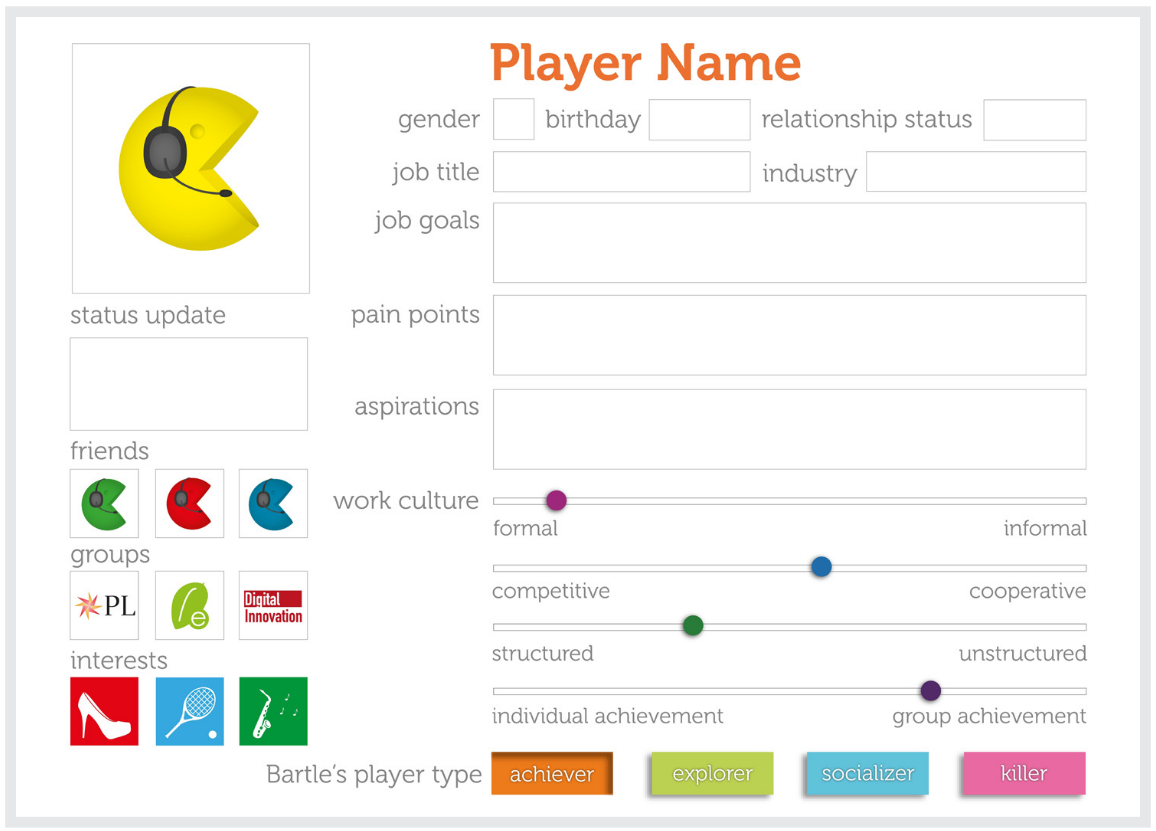 Player Name
gender birthday relationship status
job title industry
job goals
pain points
aspirations
status update
friends
groups
PL
e
Digital
Innovation
interests
work culture
formal informal
competitive cooperative
structured unstructured
individual achievement group achievement
Bartle's player type achiever explorer socializer killer